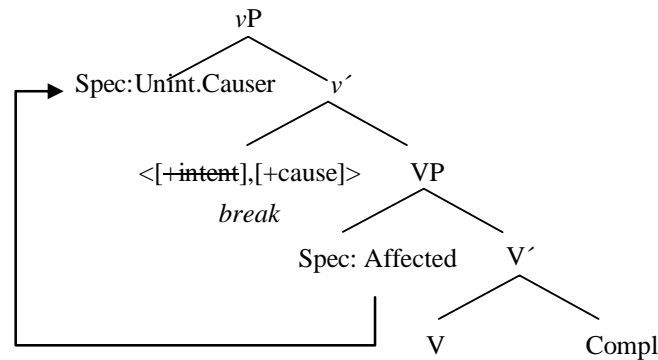 vP
Spec:Unint.Causer v´
<[+intent],[+cause]> VP
break
Spec: Affected V´
V Compl